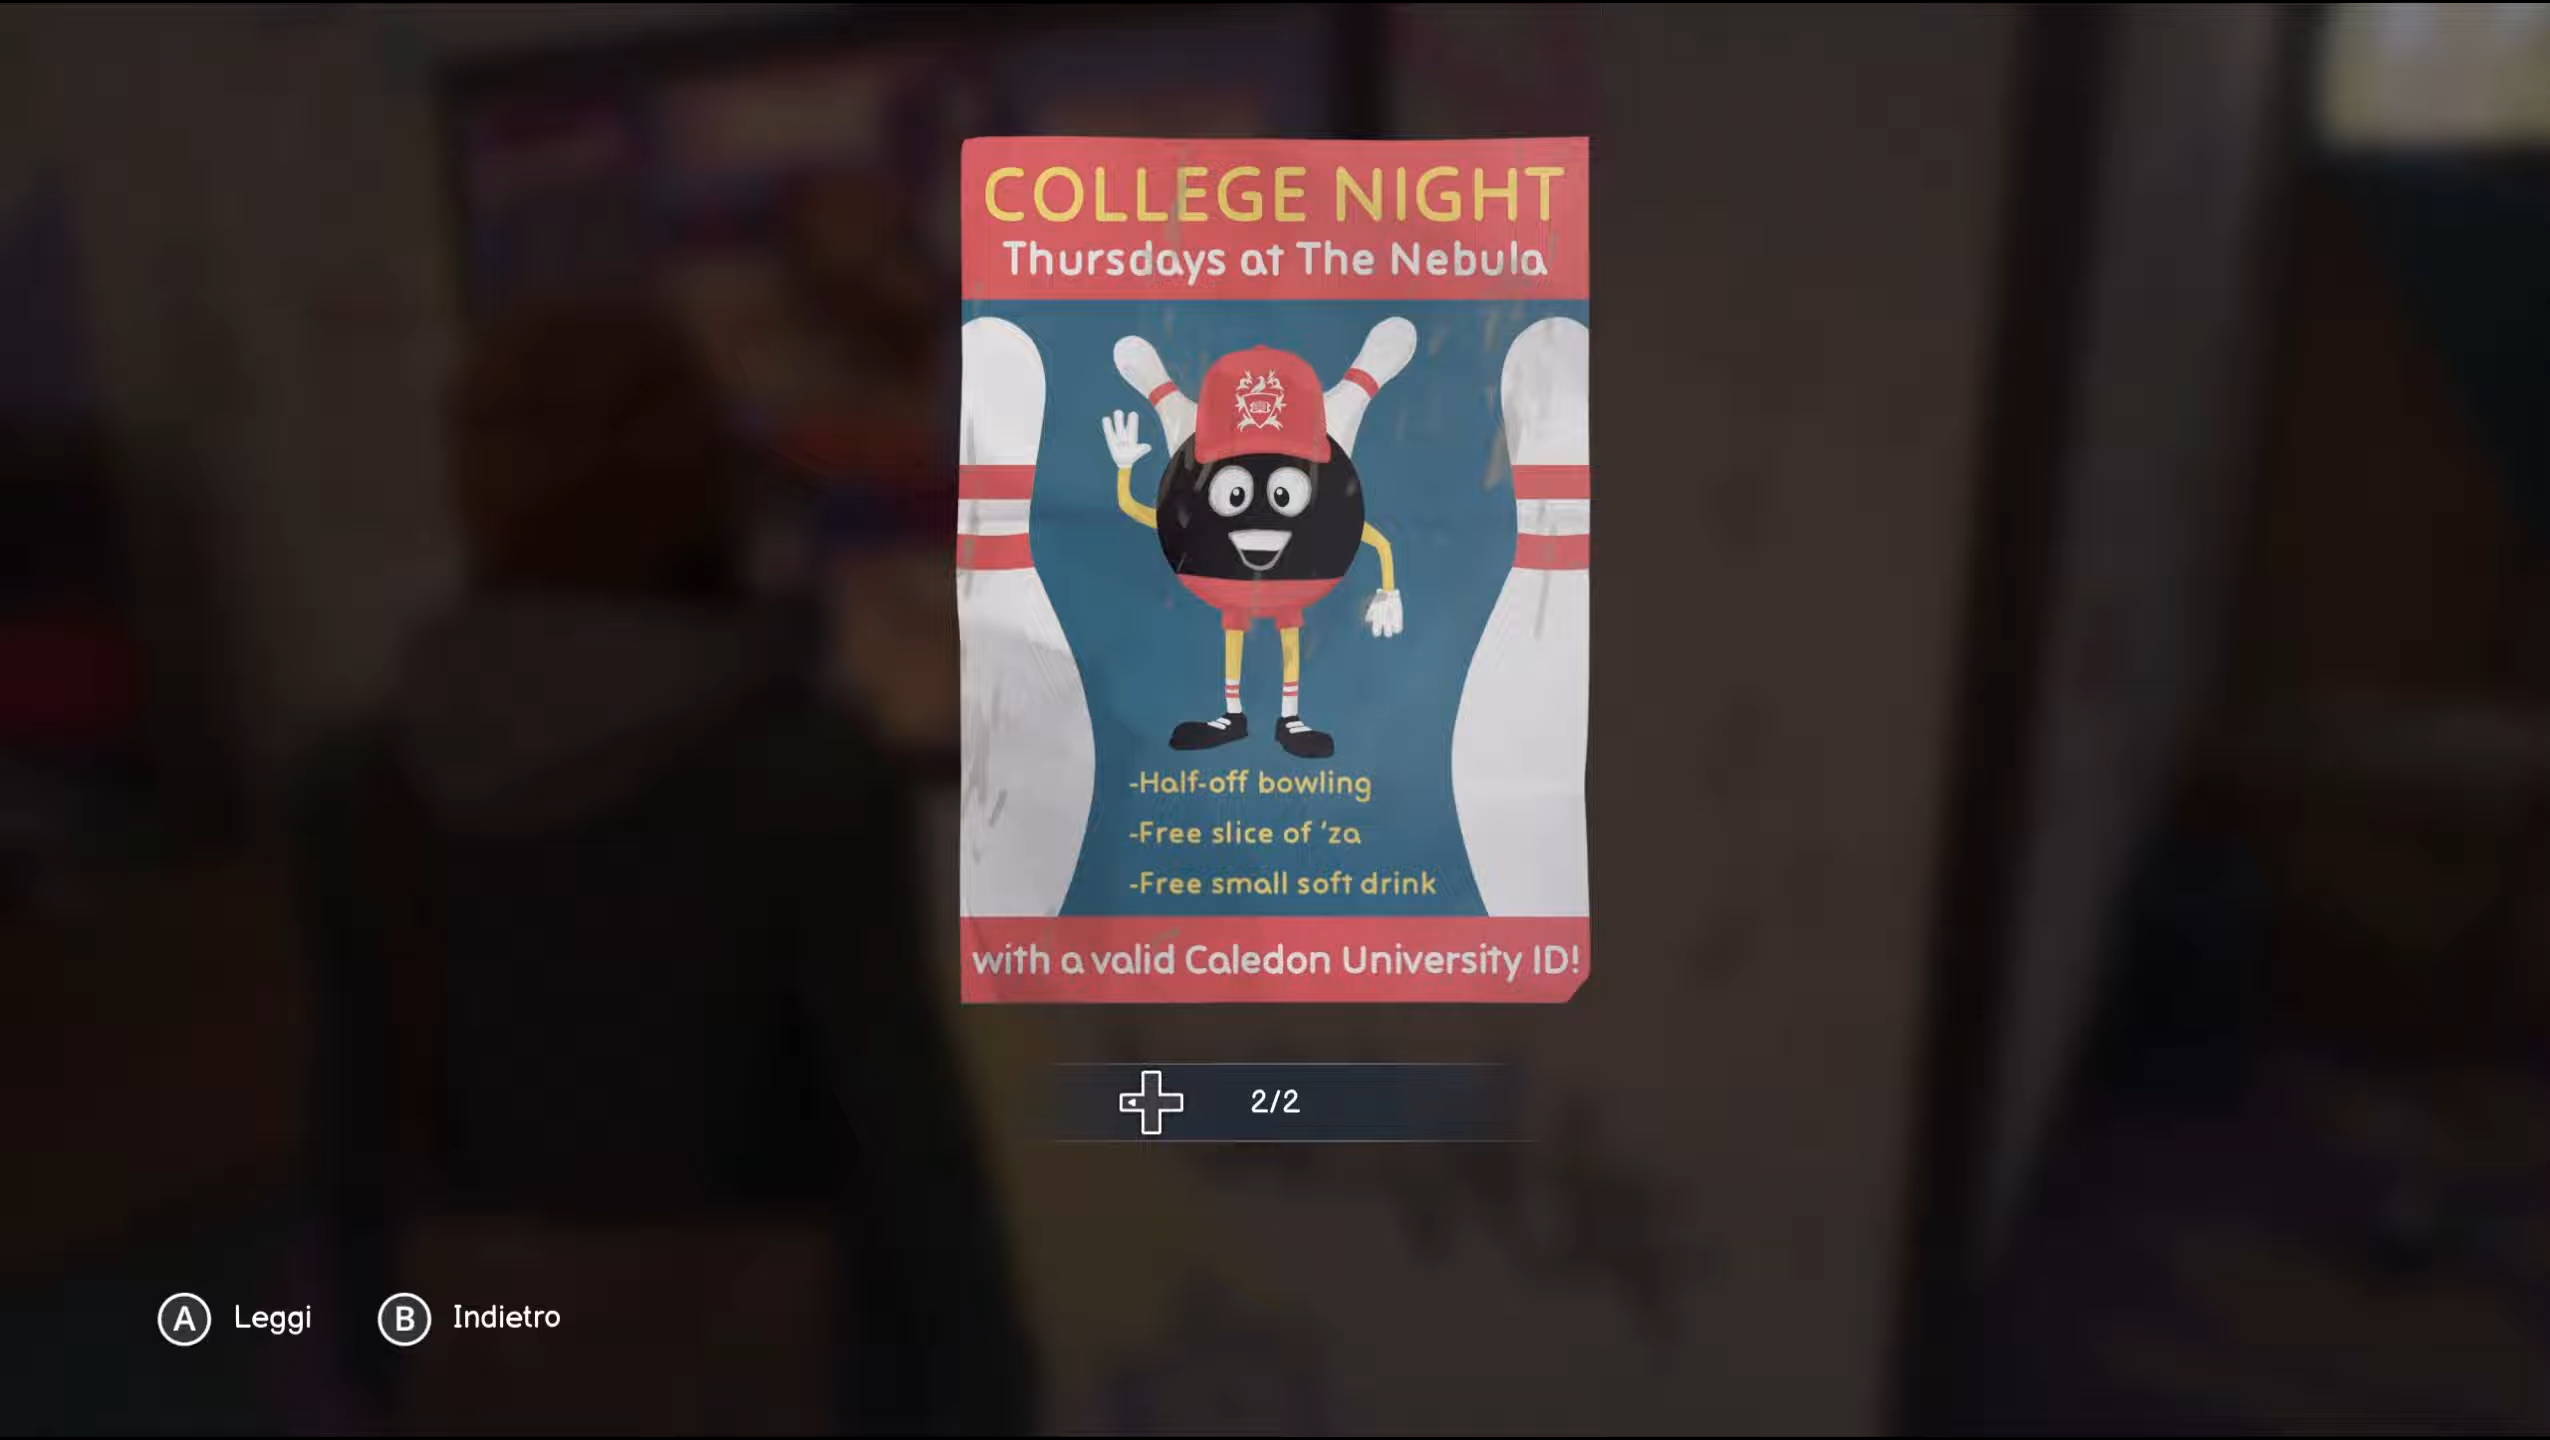 COLLEGE NIGHT
Thursdays at The Nebula
-Half-off bowling
-Free slice of 'za
-Free small soft drink
with a valid Caledon University ID!
2/2
A Leggi B Indietro